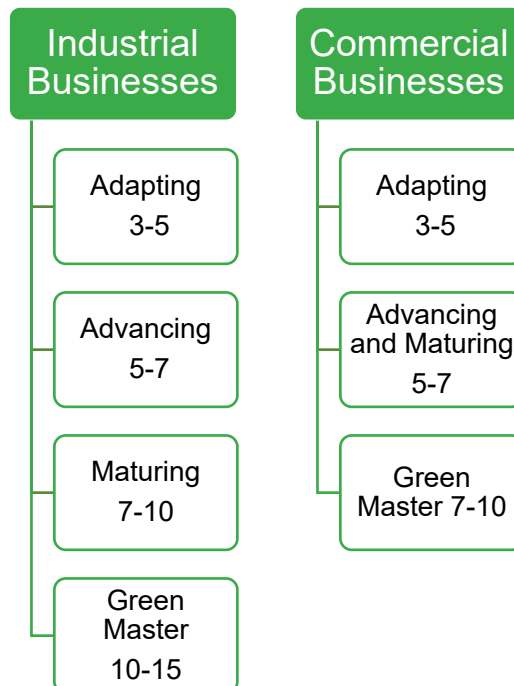 Industrial
Businesses
Adapting
3-5
Advancing
5-7
Maturing
7-10
Green
Master
10-15
Commercial
Businesses
Adapting
3-5
Advancing
and Maturing
5-7
Green
Master 7-10